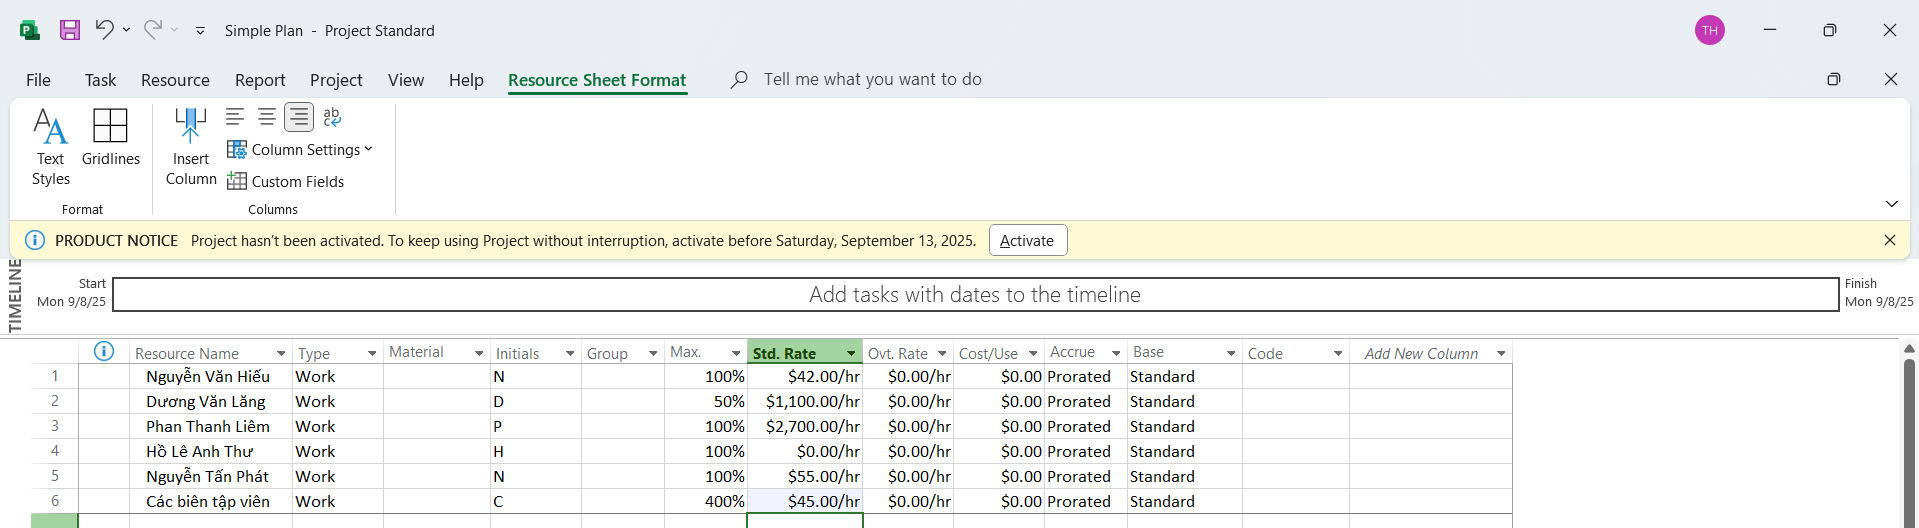 Simple Plan - Project Standard
TH
File Task Resource Report Project View Help Resource Sheet Format Tell me what you want to do
Text Styles
Gridlines
Format
Insert Column
ab
c
Column Settings
Custom Fields
Columns
PRODUCT NOTICE Project hasn't been activated. To keep using Project without interruption, activate before Saturday, September 13, 2025. Activate
TIMELINE
Start
Mon 9/8/25
Add tasks with dates to the timeline
Finish
Mon 9/8/25
Resource Name Type Material Initials Group Max. Std. Rate Ovt. Rate Cost/Use Accrue Base Code Add New Column
1 Nguyễn Văn Hiếu Work N 100% $42.00/hr $0.00/hr $0.00 Prorated Standard
2 Dương Văn Lăng Work D 50% $1,100.00/hr $0.00/hr $0.00 Prorated Standard
3 Phan Thanh Liêm Work P 100% $2,700.00/hr $0.00/hr $0.00 Prorated Standard
4 Hồ Lê Anh Thư Work H 100% $0.00/hr $0.00/hr $0.00 Prorated Standard
5 Nguyễn Tấn Phát Work N 100% $55.00/hr $0.00/hr $0.00 Prorated Standard
6 Các biên tập viên Work C 400% $45.00/hr $0.00/hr $0.00 Prorated Standard